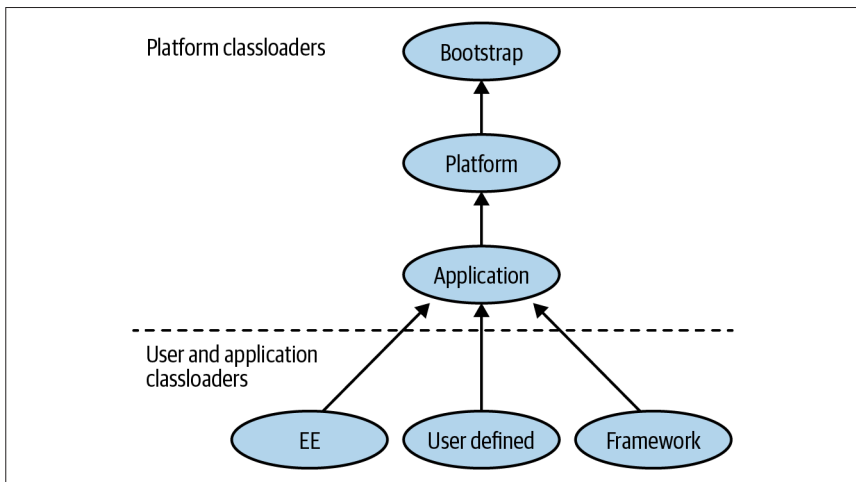 Platform classloaders
Bootstrap
Platform
Application
User and application
classloaders
EE
User defined
Framework